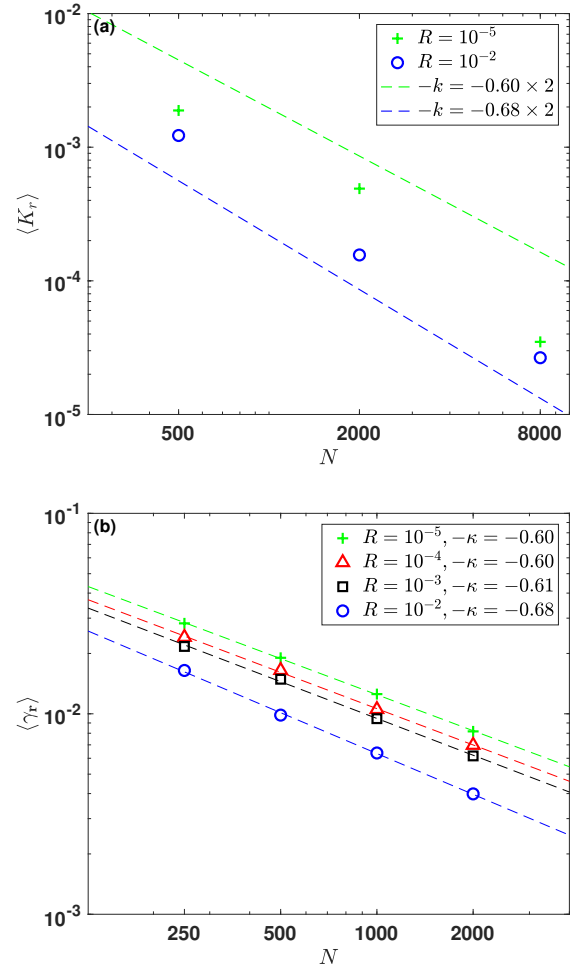 (a)
10^{-2}
10^{-3}
10^{-4}
10^{-5}
⟨K_r⟩
R = 10^{-5}
R = 10^{-2}
−k = −0.60 × 2
−k = −0.68 × 2
500 2000 8000
N
(b)
10^{-1}
10^{-2}
10^{-3}
⟨γ_r⟩
R = 10^{-5}, −κ = −0.60
R = 10^{-4}, −κ = −0.60
R = 10^{-3}, −κ = −0.61
R = 10^{-2}, −κ = −0.68
250 500 1000 2000
N